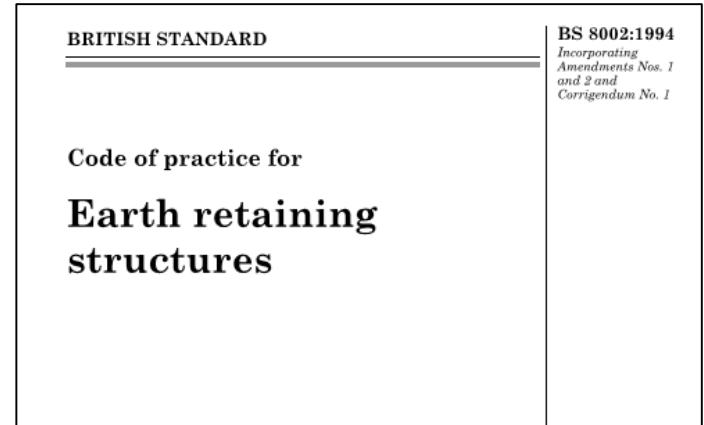 BRITISH STANDARD
BS 8002:1994
Incorporating
Amendments Nos. 1
and 2 and
Corrigendum No. 1
Code of practice for
Earth retaining
structures